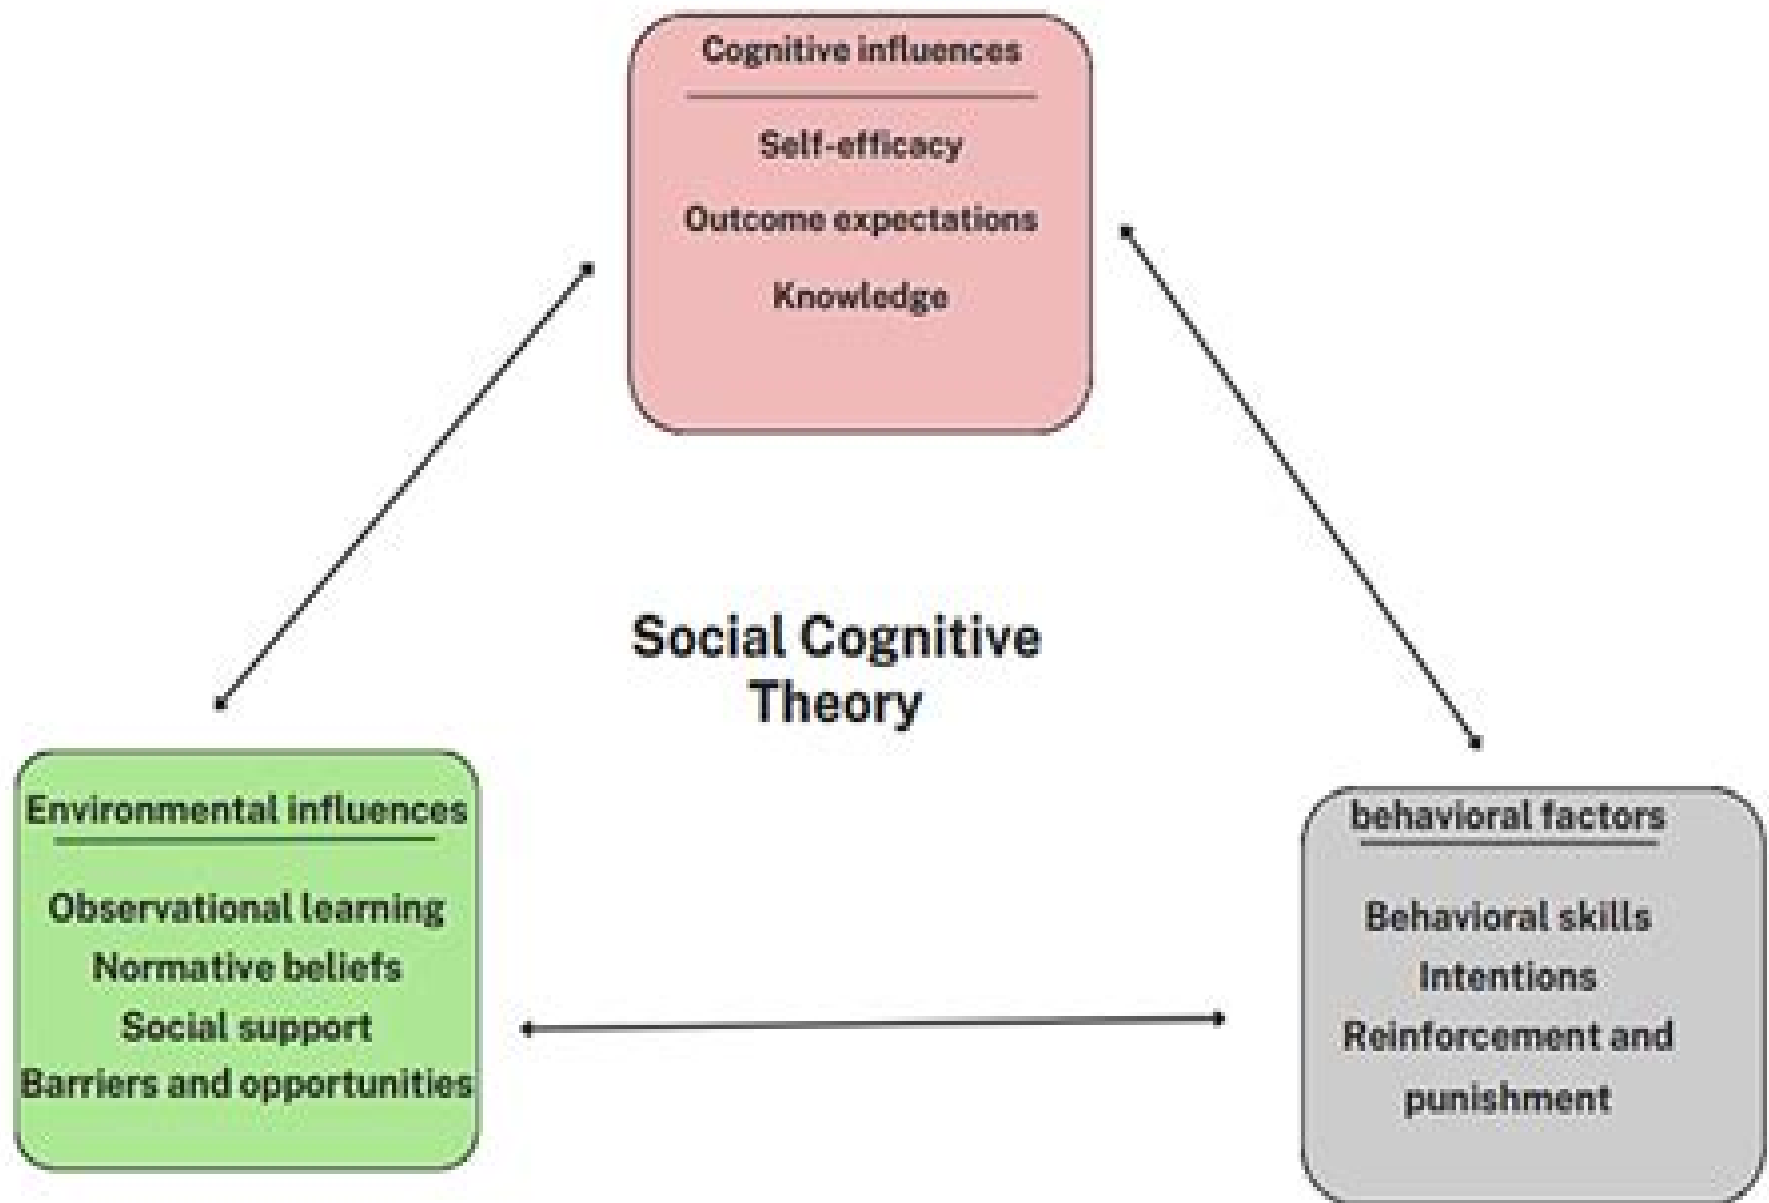 Cognitive influences
Self-efficacy
Outcome expectations
Knowledge
Social Cognitive
Theory
Environmental influences
Observational learning
Normative beliefs
Social support
Barriers and opportunities
behavioral factors
Behavioral skills
Intentions
Reinforcement and
punishment